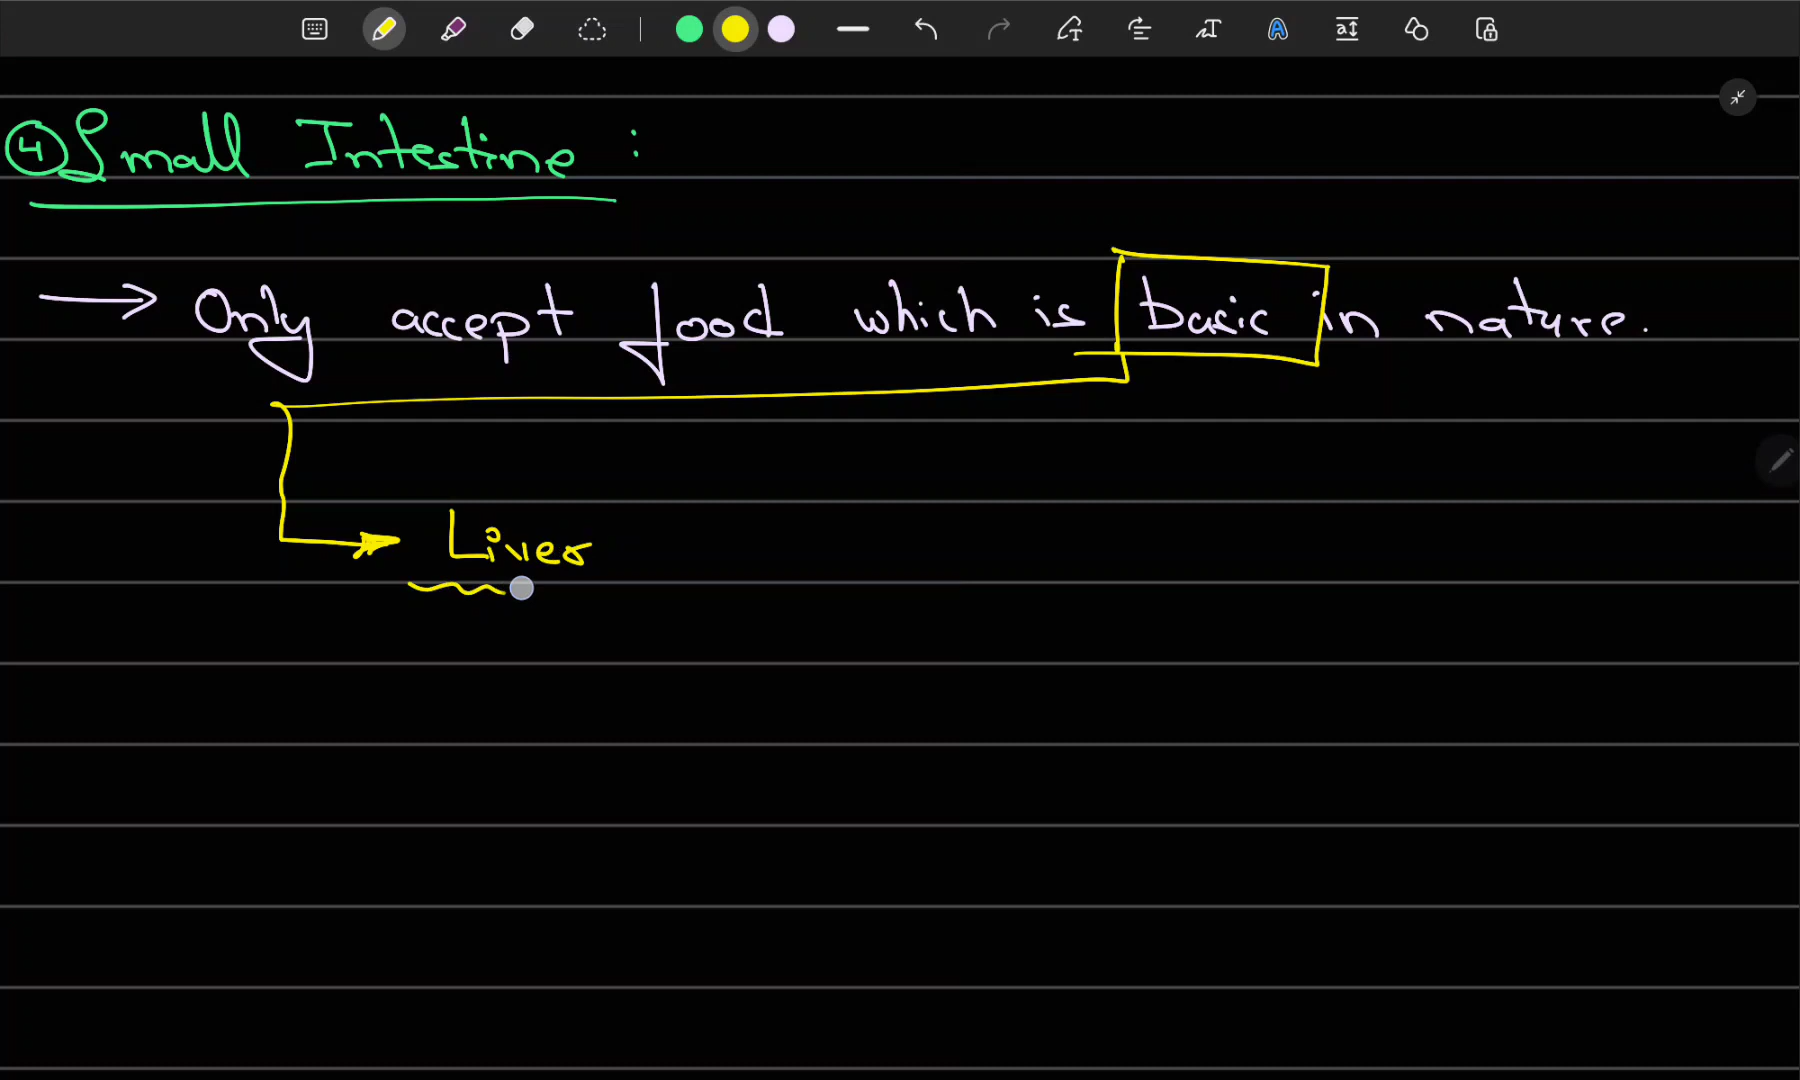 ④ Small Intestine :
→ Only accept food which is basic in nature.
Liver